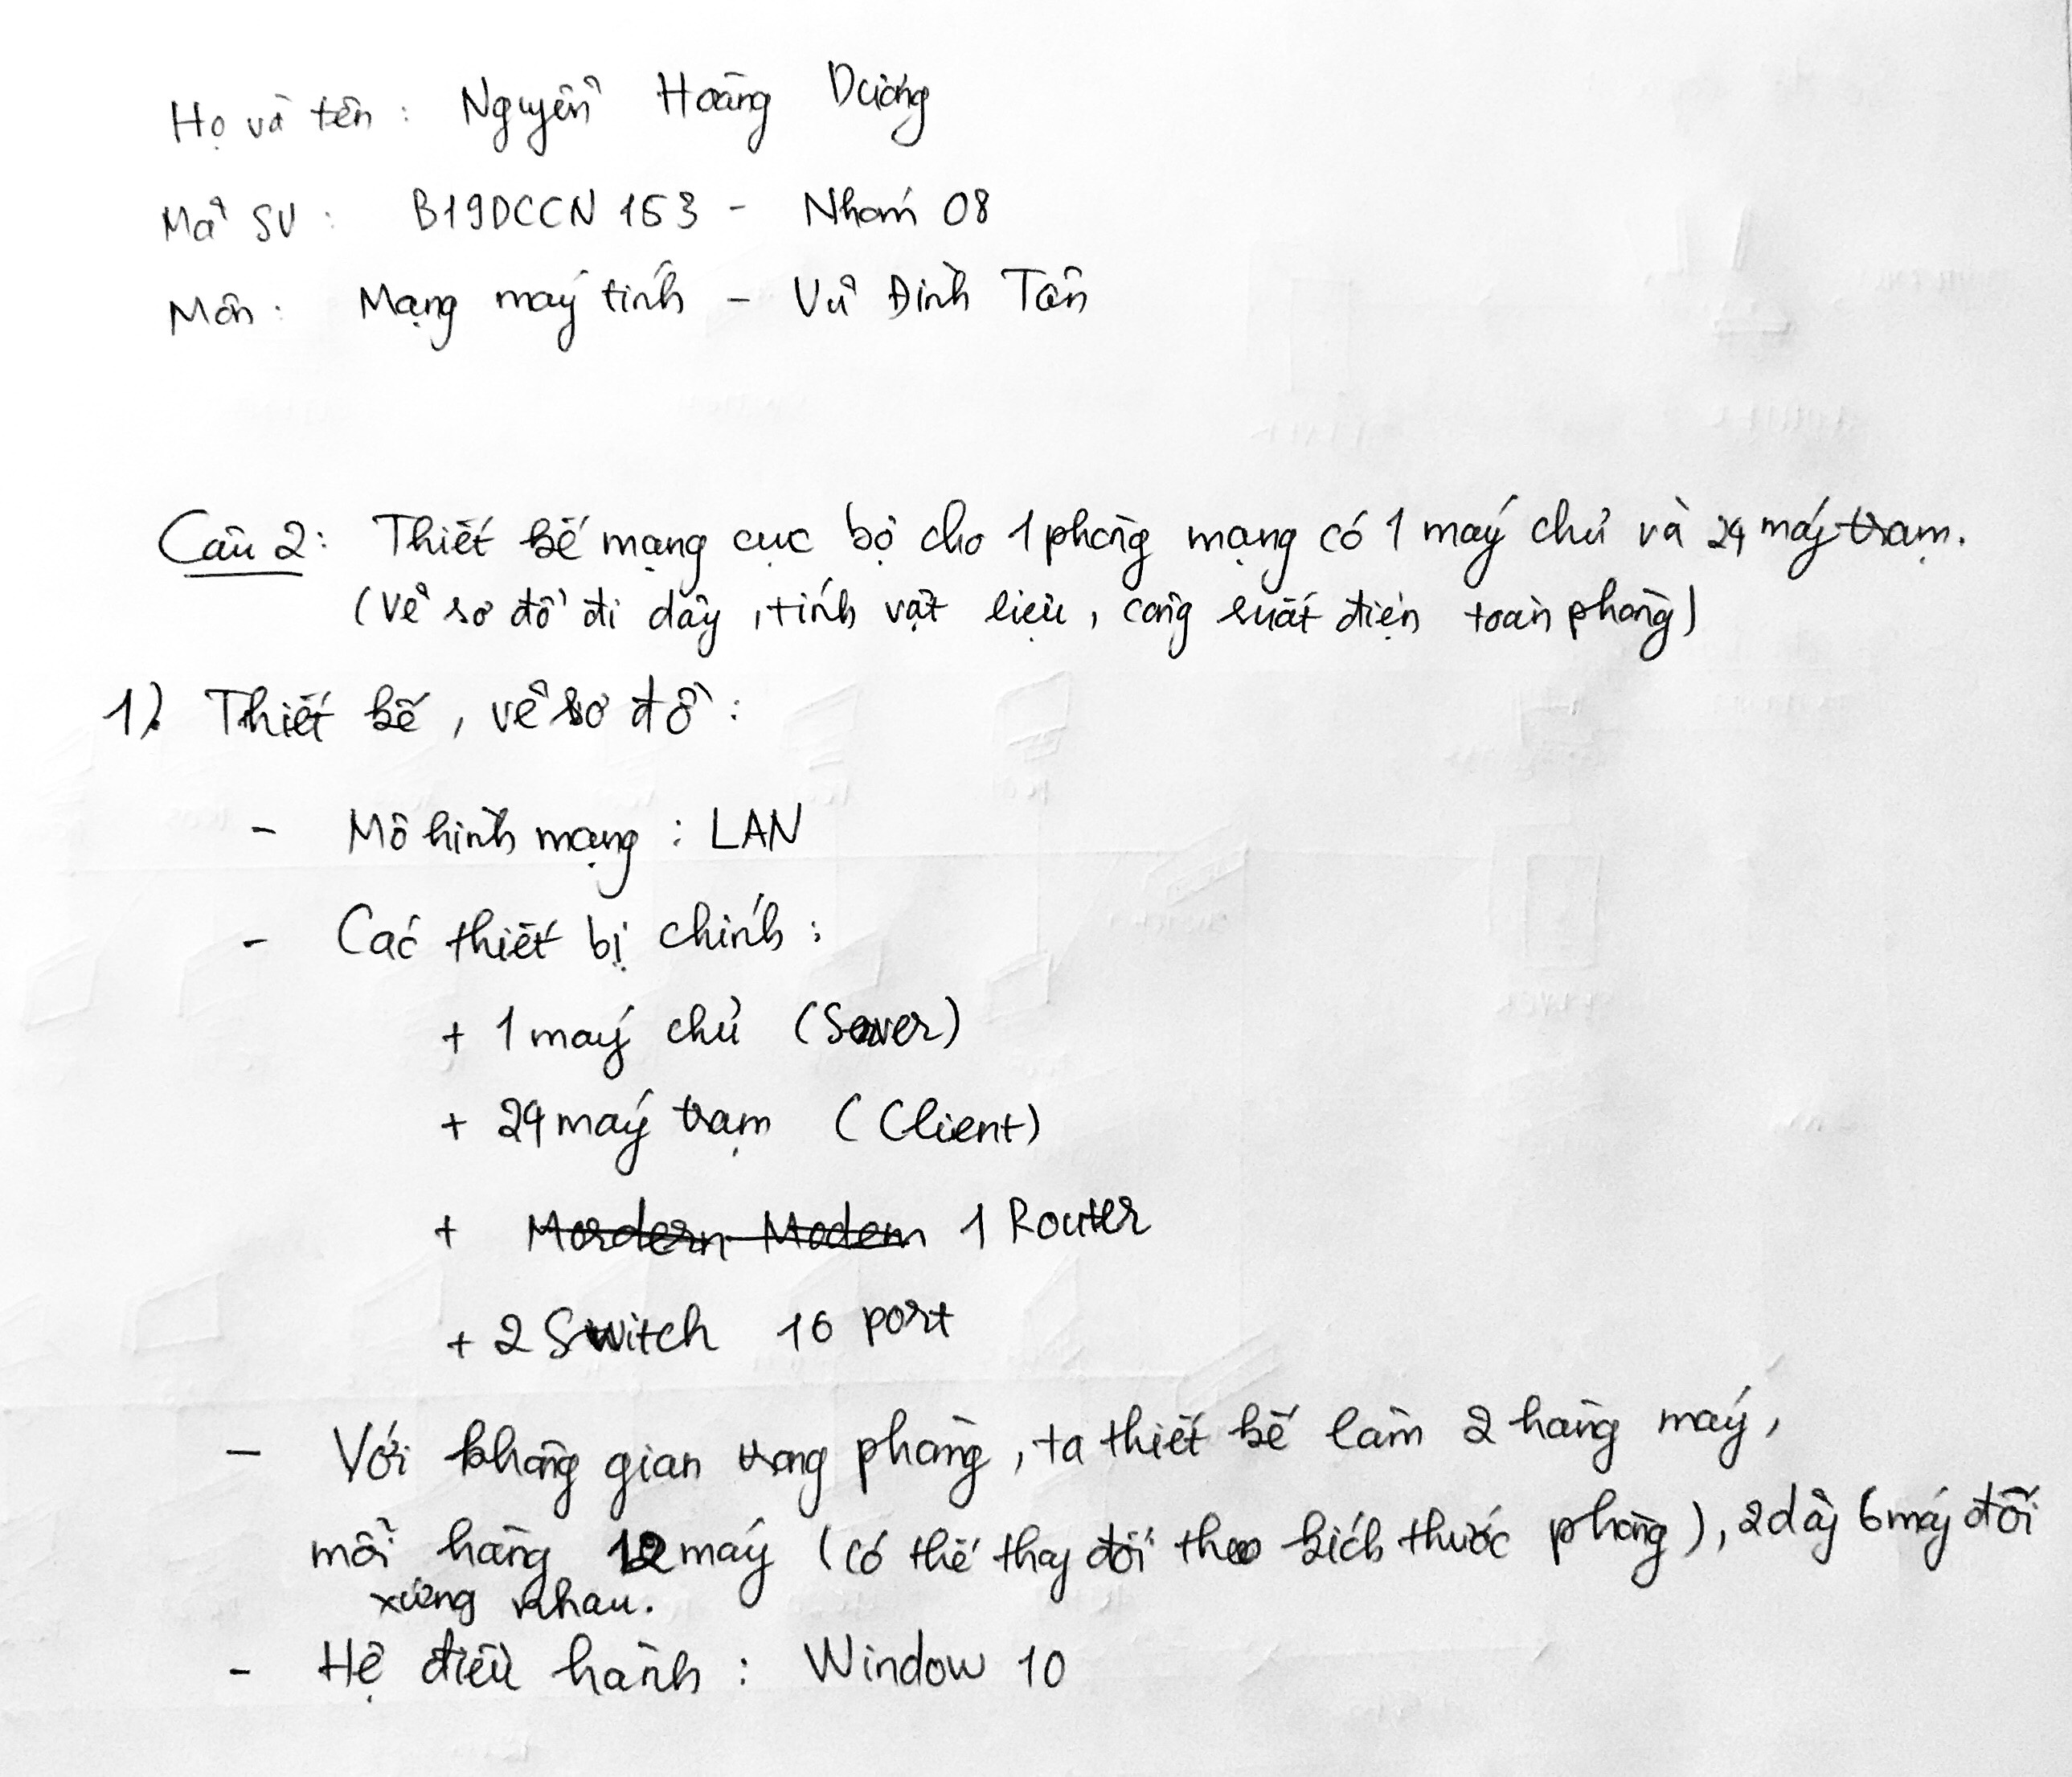 Họ và tên : Nguyễn Hoàng Dương
Mã SV : B19DCCN 153 - Nhóm 08
Môn : Mạng máy tính - Vũ Đình Tân
Câu 2 : Thiết kế mạng cục bộ cho 1 phòng mạng có 1 máy chủ và 24 máy trạm.
(Vẽ sơ đồ đi dây, tính vật liệu, công suất điện toàn phòng)
1). Thiết kế, vẽ sơ đồ :
- Mô hình mạng : LAN
- Các thiết bị chính :
+ 1 máy chủ (Sever)
+ 24 máy trạm (Client)
+ Mordern Modem 1 Router
+ 2 Switch 16 port
- Với không gian trong phòng, ta thiết kế làm 2 hàng máy,
mỗi hàng 12 máy (có thể thay đổi theo kích thước phòng), 2 dãy 6 máy đối
xứng nhau.
- Hệ điều hành : Window 10